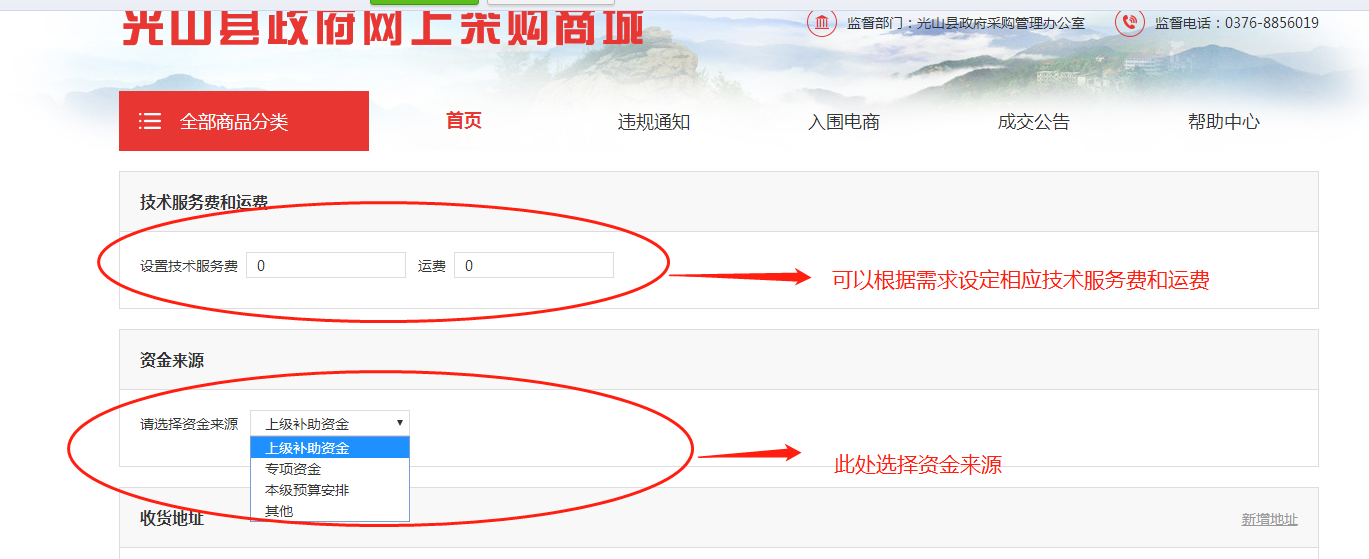 光山县政府网上采购商城
监督部门：光山县政府采购管理办公室
监督电话：0376-8856019
全部商品分类
首页
违规通知
入围电商
成交公告
帮助中心
技术服务费和运费
设置技术服务费 0 运费 0
可以根据需求设定相应技术服务费和运费
资金来源
请选择资金来源 上级补助资金
上级补助资金
专项资金
本级预算安排
其他
此处选择资金来源
收货地址
新增地址